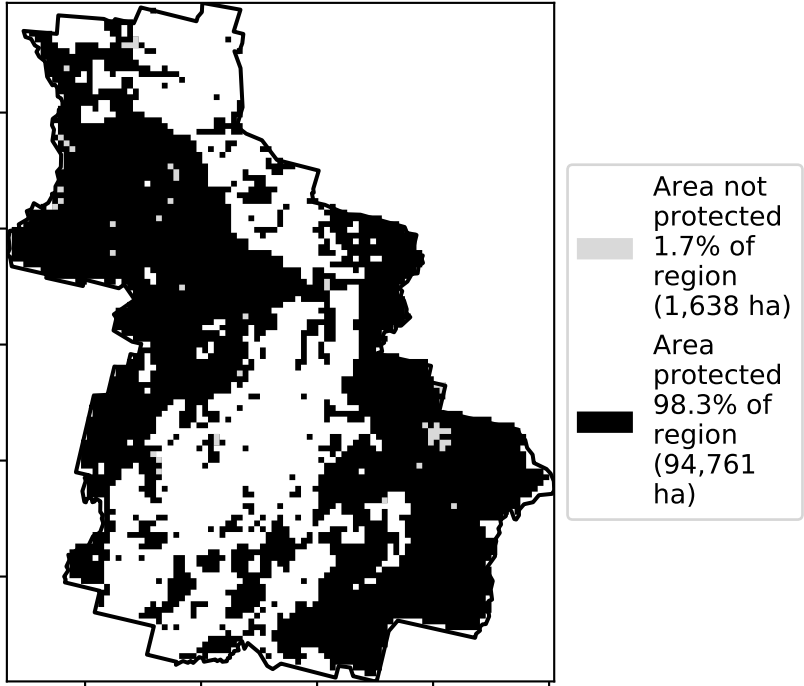 Area not
protected
1.7% of
region
(1,638 ha)
Area
protected
98.3% of
region
(94,761
ha)